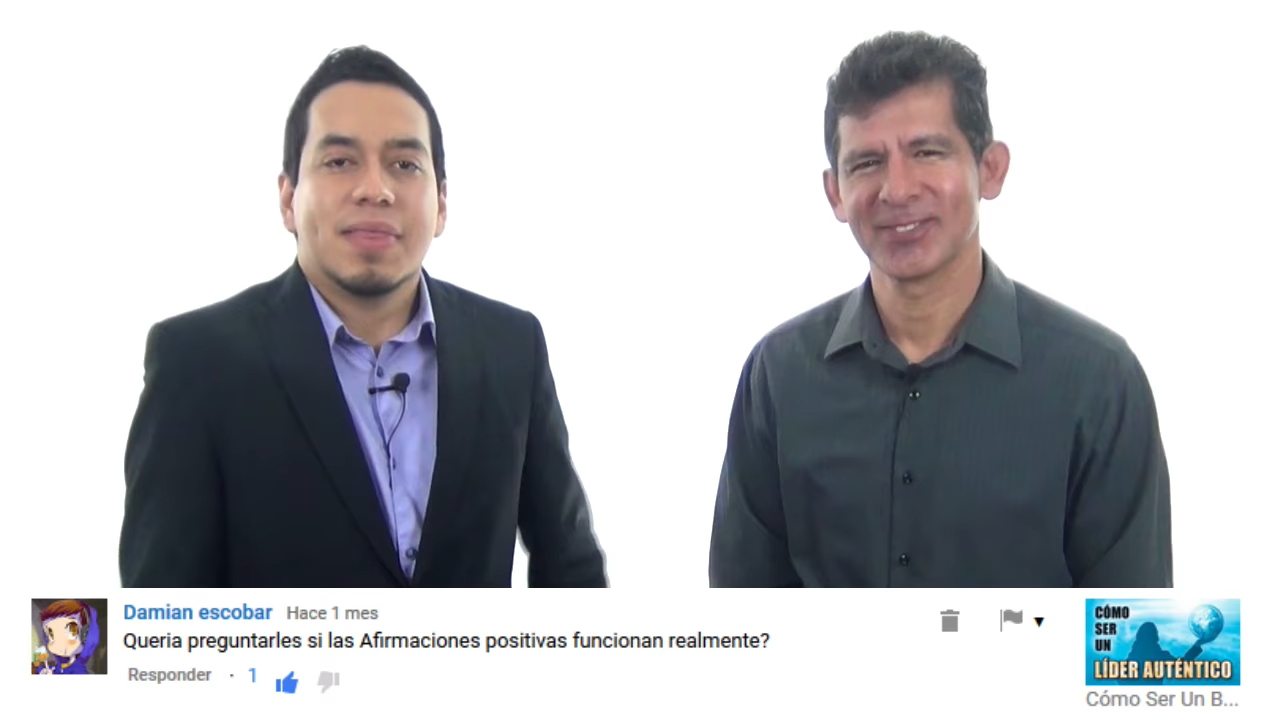 Damian escobar Hace 1 mes
Queria preguntarles si las Afirmaciones positivas funcionan realmente?
Responder · 1
CÓMO
SER
UN
LÍDER AUTÉNTICO
Cómo Ser Un B...